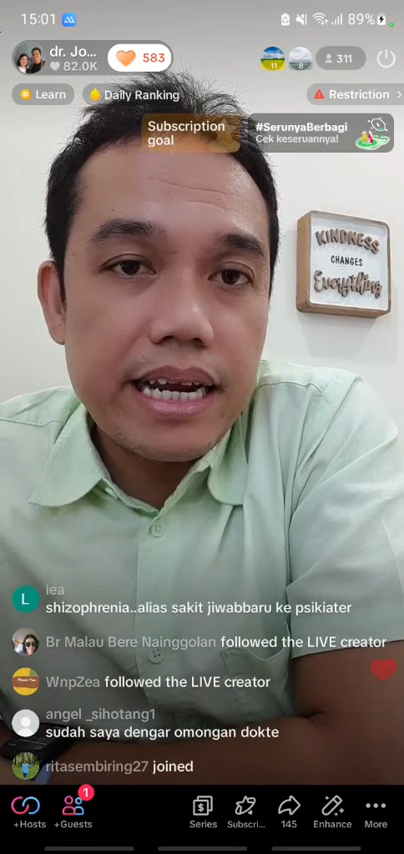 15:01
89%
dr. Jo...
82.0K
583
11
8
311
Learn
Daily Ranking
Restriction
Subscription
goal
#SerunyaBerbagi
Cek keseruannya!
KINDNESS
CHANGES
Everything
L
lea
shizophrenia..alias sakit jiwabbaru ke psikiater
Br Malau Bere Nainggolan followed the LIVE creator
WnpZea followed the LIVE creator
angel _sihotang1
sudah saya dengar omongan dokte
ritasembiring27 joined
1
+Hosts
+Guests
Series
Subscri...
145
Enhance
More